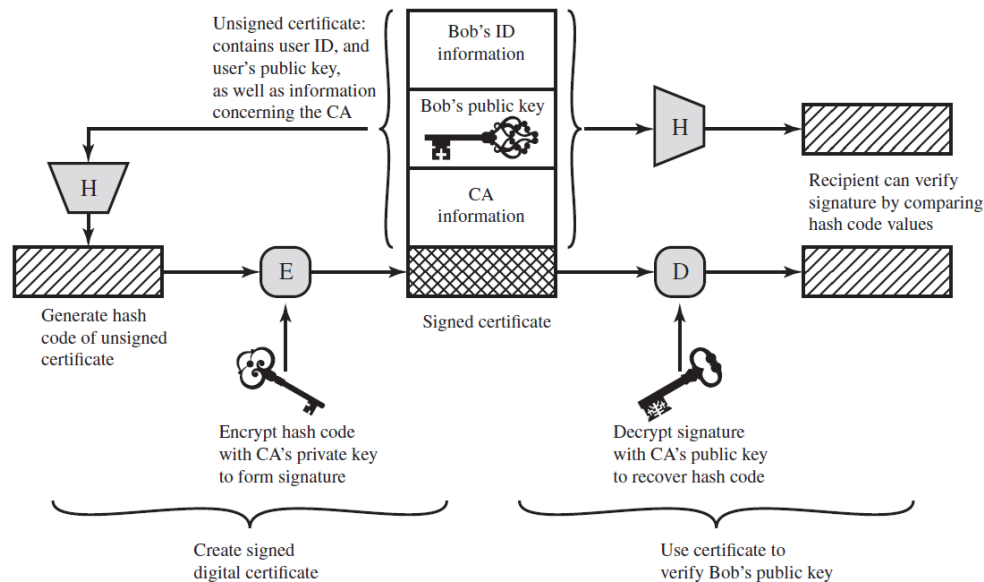 Unsigned certificate:
contains user ID, and
user's public key,
as well as information
concerning the CA
Bob's ID
information
Bob's public key
CA
information
H
H
Recipient can verify
signature by comparing
hash code values
E
D
Generate hash
code of unsigned
certificate
Signed certificate
Encrypt hash code
with CA's private key
to form signature
Decrypt signature
with CA's public key
to recover hash code
Create signed
digital certificate
Use certificate to
verify Bob's public key